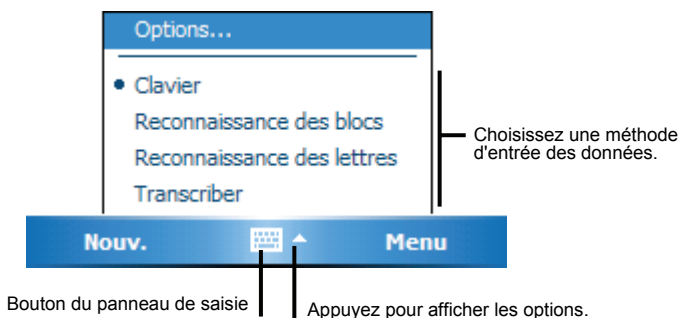 Options...
Clavier
Reconnaissance des blocs
Reconnaissance des lettres
Transcriber
Choisissez une méthode
d'entrée des données.
Nouv. Menu
Bouton du panneau de saisie
Appuyez pour afficher les options.